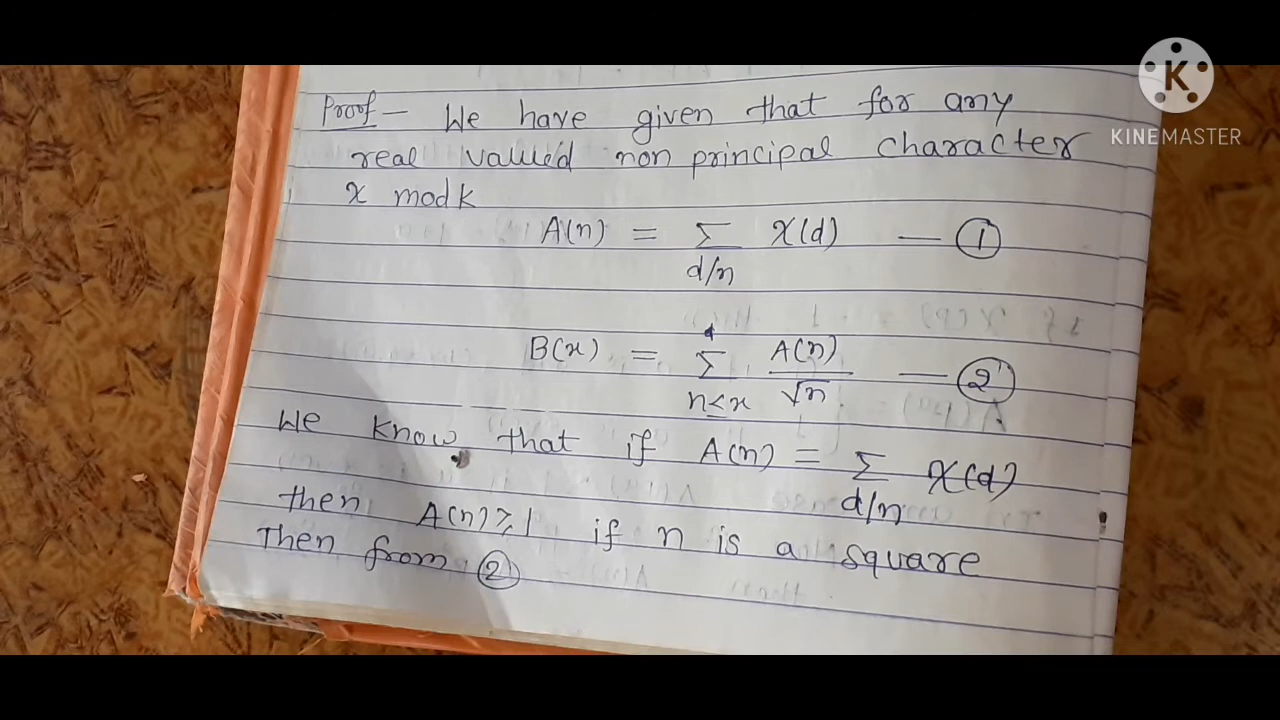 KINEMASTER
Proof - We have given that for any
real valued non principal character
χ mod k
A(n) = Σ χ(d) — ①
d/n
B(x) = Σ A(n)/√n — ②
n≤x
We know that if A(n) = Σ χ(d)
d/n
then A(n) ≥ 1 if n is a square
Then from ②